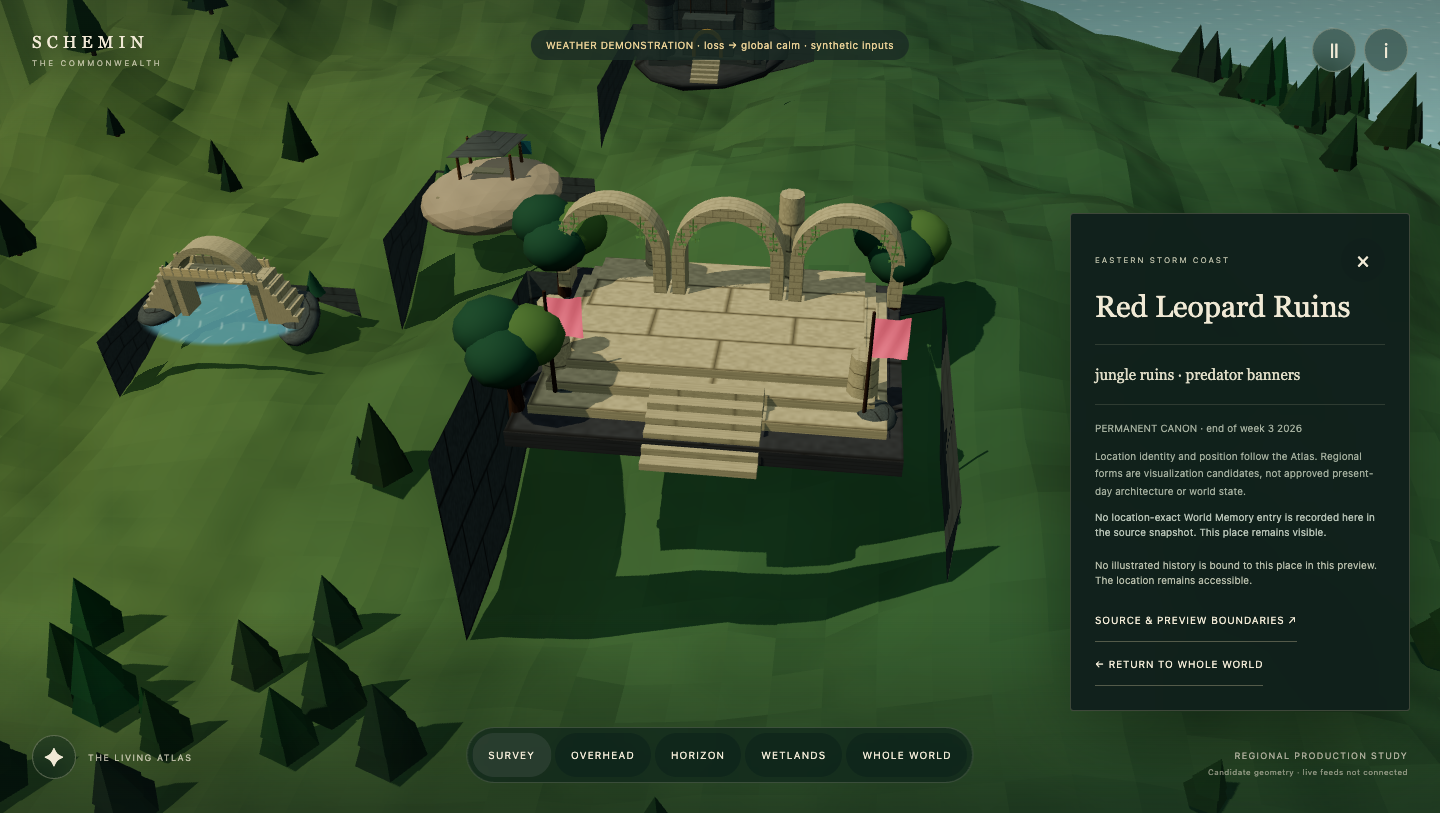 SCHEMIN
THE COMMONWEALTH
WEATHER DEMONSTRATION · loss → global calm · synthetic inputs
i
EASTERN STORM COAST
×
Red Leopard Ruins
jungle ruins · predator banners
PERMANENT CANON · end of week 3 2026
Location identity and position follow the Atlas. Regional
forms are visualization candidates, not approved present-
day architecture or world state.
No location-exact World Memory entry is recorded here in
the source snapshot. This place remains visible.
No illustrated history is bound to this place in this preview.
The location remains accessible.
SOURCE & PREVIEW BOUNDARIES ↗
← RETURN TO WHOLE WORLD
THE LIVING ATLAS
SURVEY OVERHEAD HORIZON WETLANDS WHOLE WORLD
REGIONAL PRODUCTION STUDY
Candidate geometry · live feeds not connected